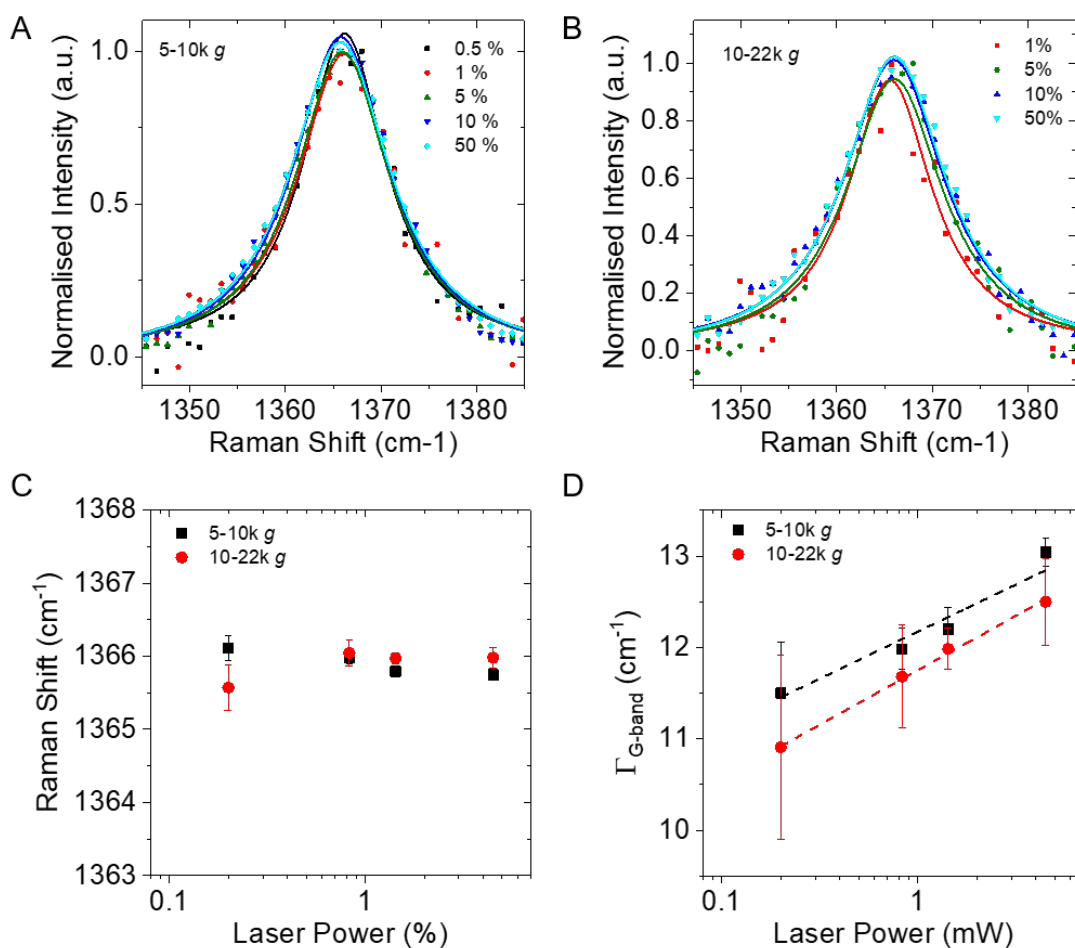 A
5-10k g
0.5 %
1 %
5 %
10 %
50 %
1.0
0.5
0.0
Normalised Intensity (a.u.)
1350 1360 1370 1380
Raman Shift (cm-1)
B
10-22k g
1%
5%
10%
50%
1.0
0.8
0.6
0.4
0.2
0.0
Normalised Intensity (a.u.)
1350 1360 1370 1380
Raman Shift (cm-1)
C
5-10k g
10-22k g
1368
1367
1366
1365
1364
1363
Raman Shift (cm⁻¹)
0.1 1
Laser Power (%)
D
5-10k g
10-22k g
13
12
11
10
ΓG-band (cm⁻¹)
0.1 1
Laser Power (mW)